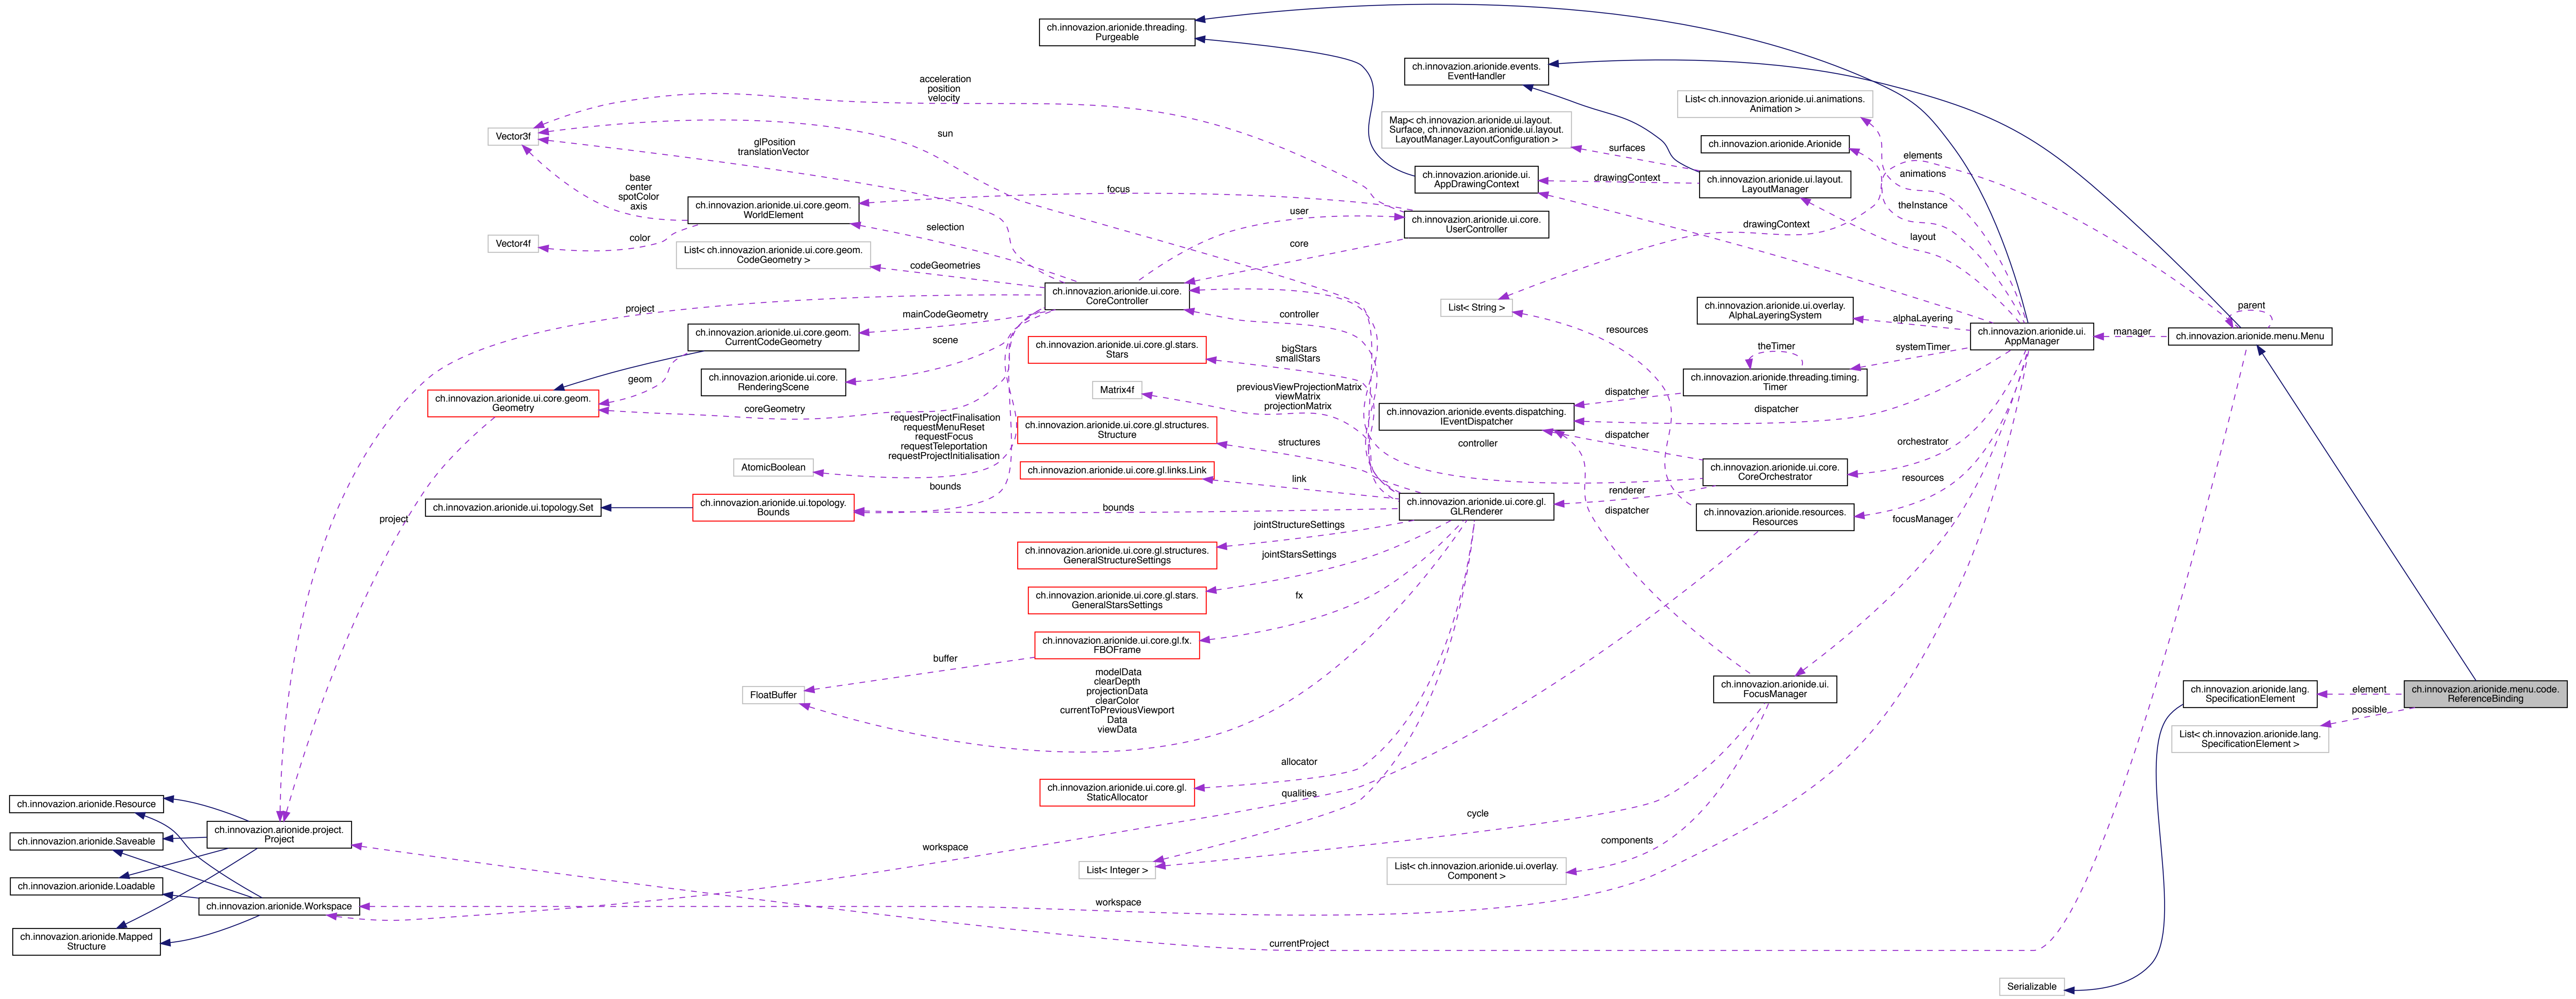 ch.innovazion.arionide.threading.
Purgeable
ch.innovazion.arionide.events.
EventHandler
acceleration
position
velocity
List< ch.innovazion.arionide.ui.animations.
Animation >
Map< ch.innovazion.arionide.ui.layout.
Surface, ch.innovazion.arionide.ui.layout.
LayoutManager.LayoutConfiguration >
Vector3f
sun
ch.innovazion.arionide.Arionide
glPosition
translationVector
surfaces
elements
animations
ch.innovazion.arionide.ui.
AppDrawingContext
drawingContext
ch.innovazion.arionide.ui.layout.
LayoutManager
base
center
spotColor
axis
focus
ch.innovazion.arionide.ui.core.geom.
WorldElement
theInstance
user
ch.innovazion.arionide.ui.core.
UserController
selection
drawingContext
Vector4f
color
layout
core
List< ch.innovazion.arionide.ui.core.geom.
CodeGeometry >
codeGeometries
ch.innovazion.arionide.ui.core.
CoreController
project
List< String >
ch.innovazion.arionide.ui.overlay.
AlphaLayeringSystem
parent
mainCodeGeometry
controller
alphaLayering
resources
ch.innovazion.arionide.ui.core.geom.
CurrentCodeGeometry
ch.innovazion.arionide.ui.
AppManager
manager
ch.innovazion.arionide.menu.Menu
scene
ch.innovazion.arionide.ui.core.gl.stars.
Stars
bigStars
smallStars
theTimer
systemTimer
geom
ch.innovazion.arionide.ui.core.
RenderingScene
ch.innovazion.arionide.threading.timing.
Timer
Matrix4f
previousViewProjectionMatrix
viewMatrix
projectionMatrix
dispatcher
ch.innovazion.arionide.ui.core.geom.
Geometry
coreGeometry
ch.innovazion.arionide.events.dispatching.
IEventDispatcher
dispatcher
requestProjectFinalisation
requestMenuReset
requestFocus
requestTeleportation
requestProjectInitialisation
ch.innovazion.arionide.ui.core.gl.structures.
Structure
structures
controller
dispatcher
orchestrator
AtomicBoolean
ch.innovazion.arionide.ui.core.gl.links.Link
link
ch.innovazion.arionide.ui.core.
CoreOrchestrator
resources
bounds
renderer
ch.innovazion.arionide.ui.topology.Set
ch.innovazion.arionide.ui.topology.
Bounds
bounds
ch.innovazion.arionide.ui.core.gl.
GLRenderer
dispatcher
ch.innovazion.arionide.resources.
Resources
focusManager
project
jointStructureSettings
ch.innovazion.arionide.ui.core.gl.structures.
GeneralStructureSettings
jointStarsSettings
ch.innovazion.arionide.ui.core.gl.stars.
GeneralStarsSettings
fx
ch.innovazion.arionide.ui.core.gl.fx.
FBOFrame
buffer
FloatBuffer
modelData
clearDepth
projectionData
clearColor
currentToPreviousViewport
Data
viewData
ch.innovazion.arionide.ui.
FocusManager
ch.innovazion.arionide.lang.
SpecificationElement
element
ch.innovazion.arionide.menu.code.
ReferenceBinding
possible
List< ch.innovazion.arionide.lang.
SpecificationElement >
allocator
ch.innovazion.arionide.ui.core.gl.
StaticAllocator
qualities
ch.innovazion.arionide.Resource
cycle
ch.innovazion.arionide.project.
Project
ch.innovazion.arionide.Saveable
workspace
components
List< Integer >
List< ch.innovazion.arionide.ui.overlay.
Component >
ch.innovazion.arionide.Loadable
ch.innovazion.arionide.Workspace
workspace
ch.innovazion.arionide.Mapped
Structure
currentProject
Serializable